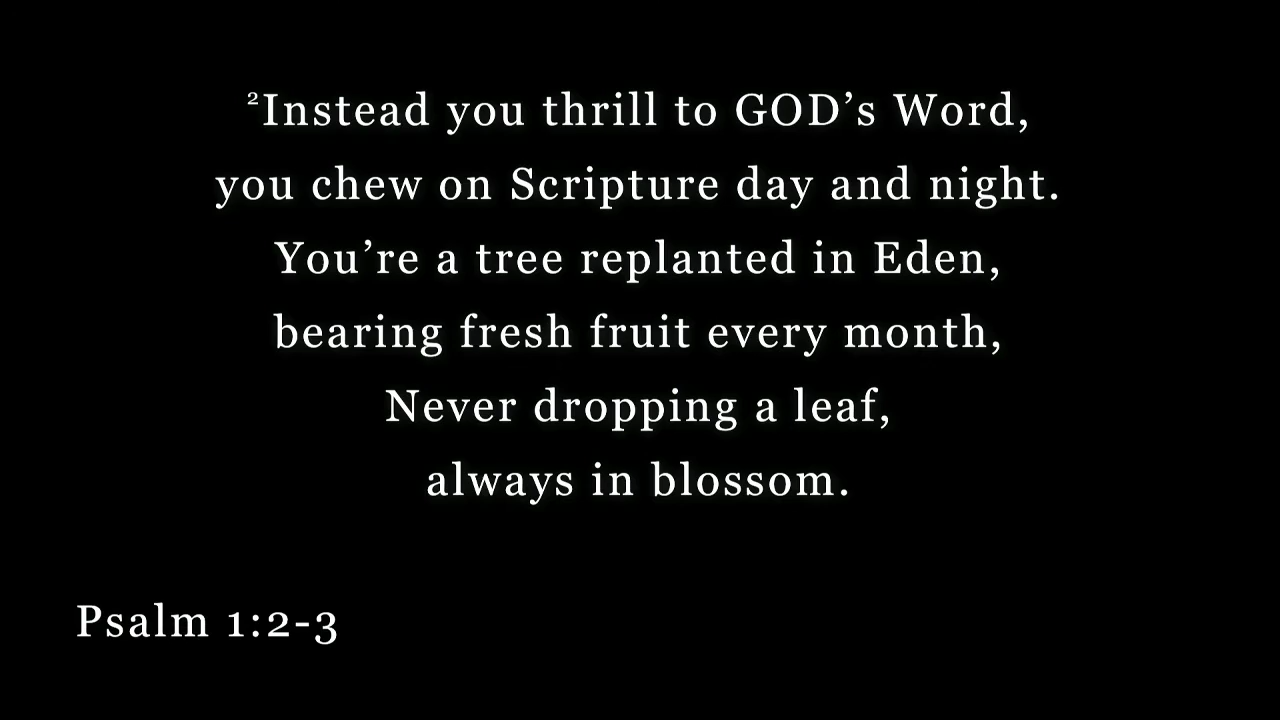 ²Instead you thrill to GOD’s Word,
you chew on Scripture day and night.
You’re a tree replanted in Eden,
bearing fresh fruit every month,
Never dropping a leaf,
always in blossom.
Psalm 1:2-3